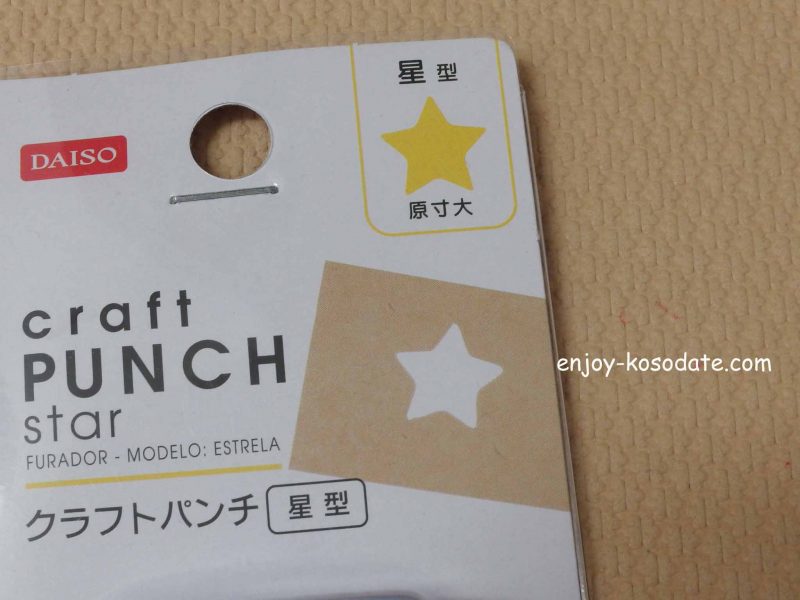 DAISO
星型
原寸大
craft
PUNCH
star
FURADOR - MODELO: ESTRELA
クラフトパンチ 星型
enjoy-kosodate.com